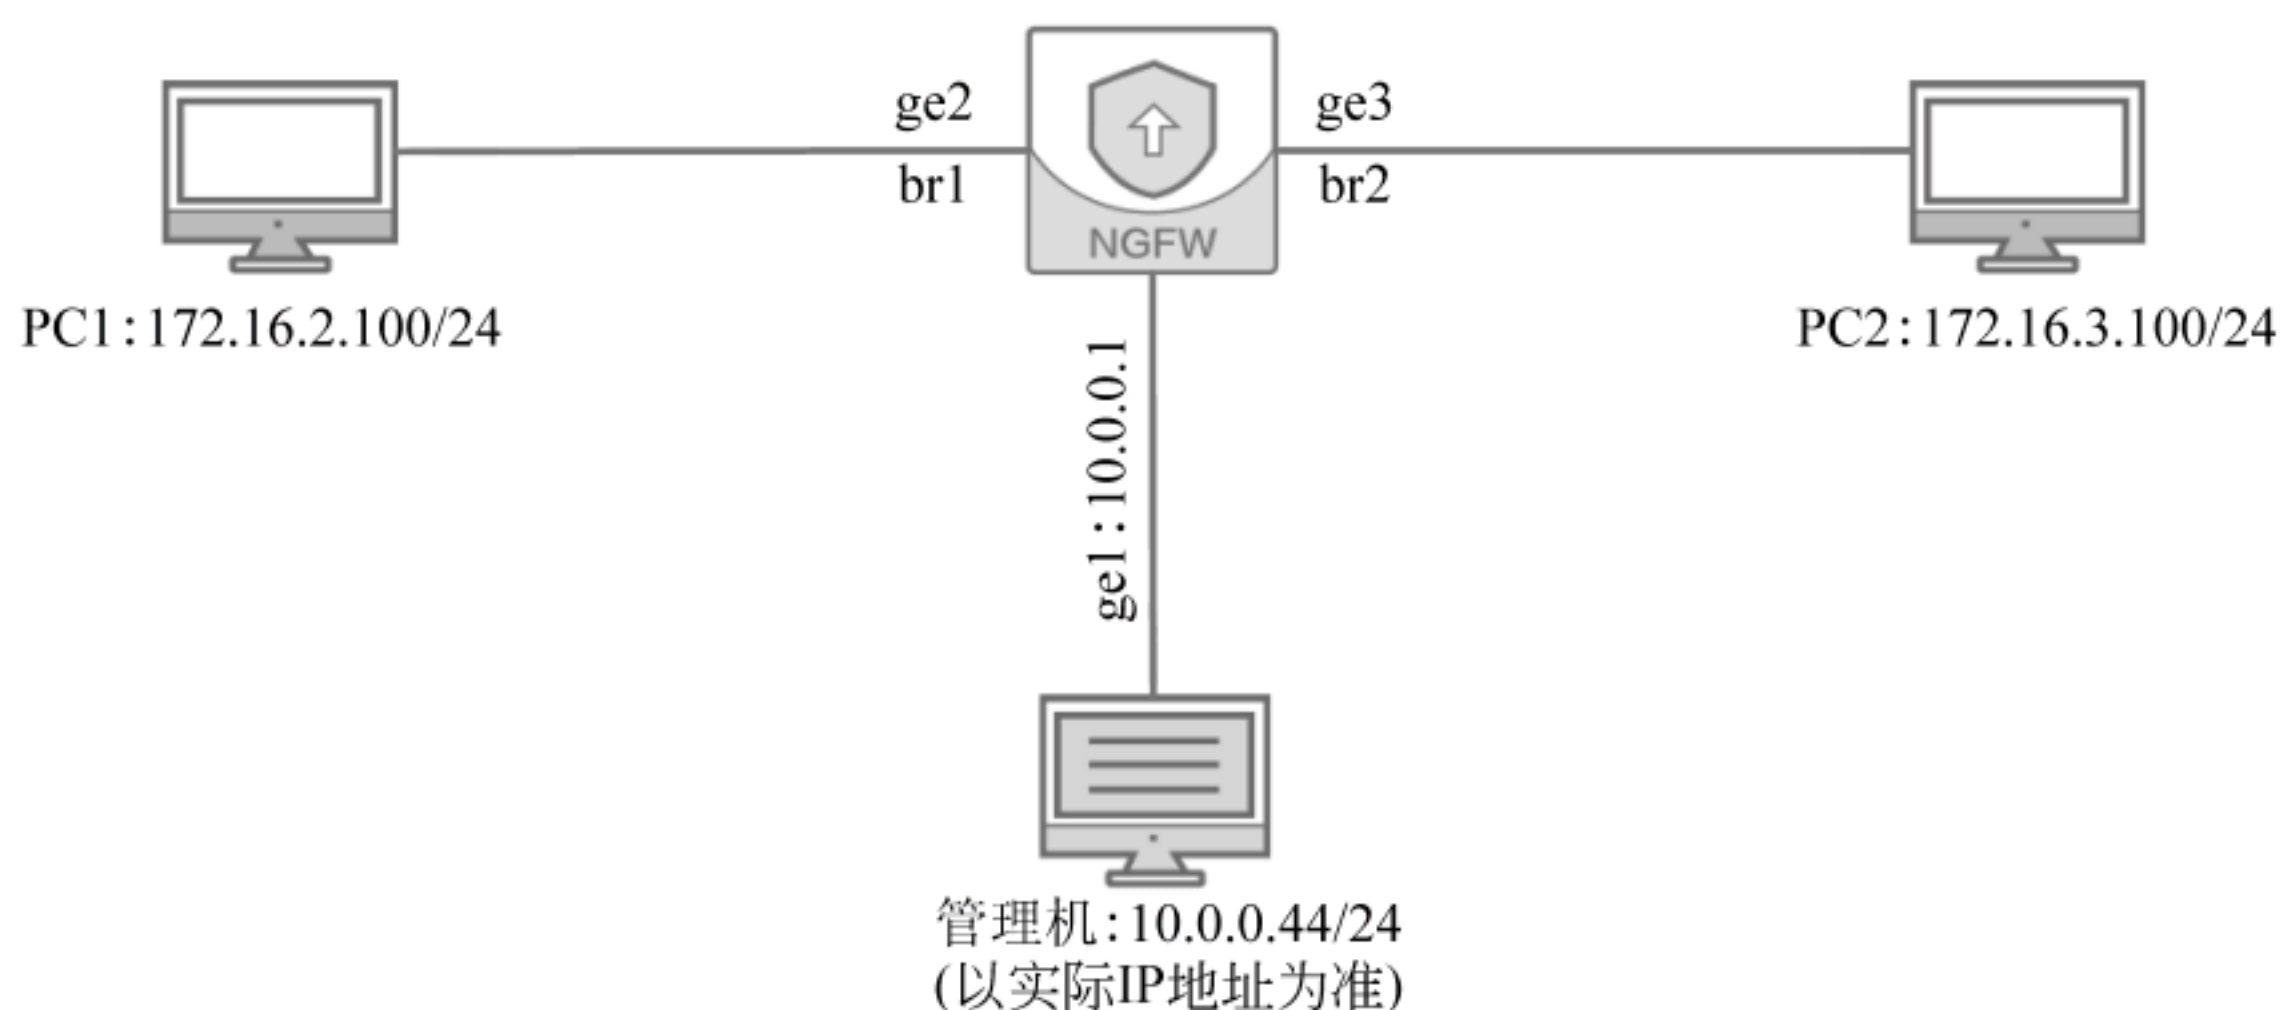 ge2
ge3
br1
br2
NGFW
PC1:172.16.2.100/24
PC2:172.16.3.100/24
ge1:10.0.0.1
管理机:10.0.0.44/24
(以实际IP地址为准)